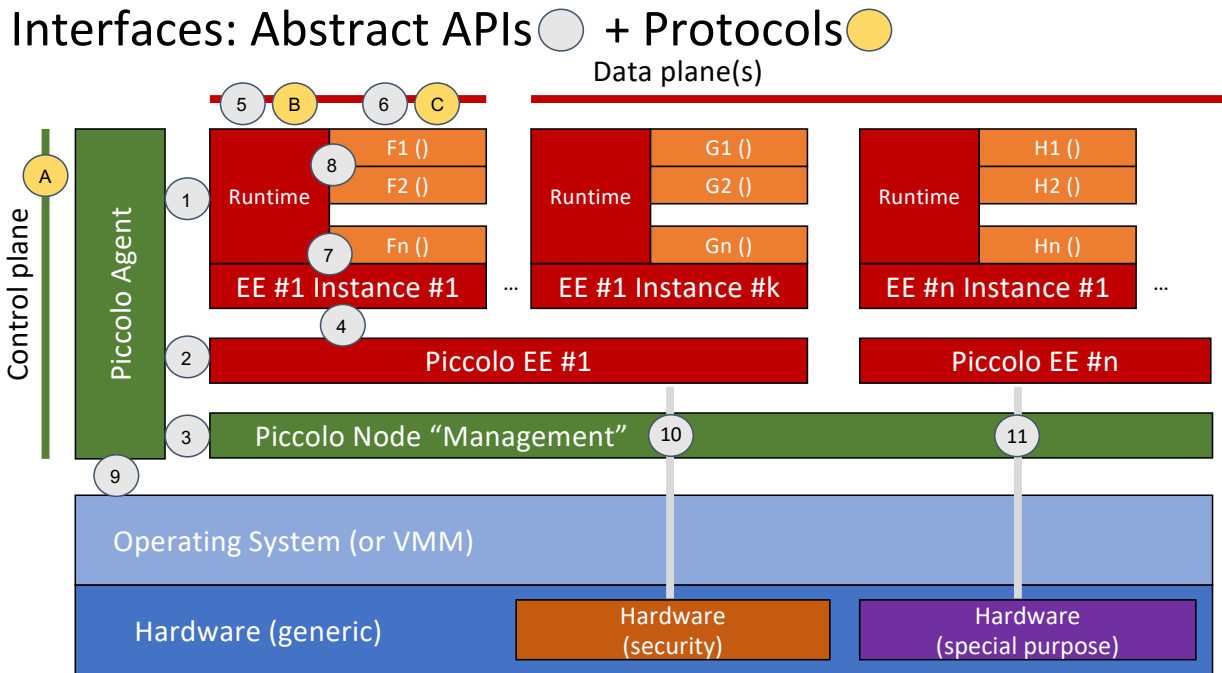 Interfaces: Abstract APIs + Protocols
Data plane(s)
5 B 6 C
Control plane
A
Piccolo Agent
1
2
3
9
Runtime
8
7
F1 ()
F2 ()
Fn ()
EE #1 Instance #1
4
...
Runtime
G1 ()
G2 ()
Gn ()
EE #1 Instance #k
Runtime
H1 ()
H2 ()
Hn ()
EE #n Instance #1
...
Piccolo EE #1
Piccolo EE #n
Piccolo Node “Management”
10
11
Operating System (or VMM)
Hardware (generic)
Hardware
(security)
Hardware
(special purpose)